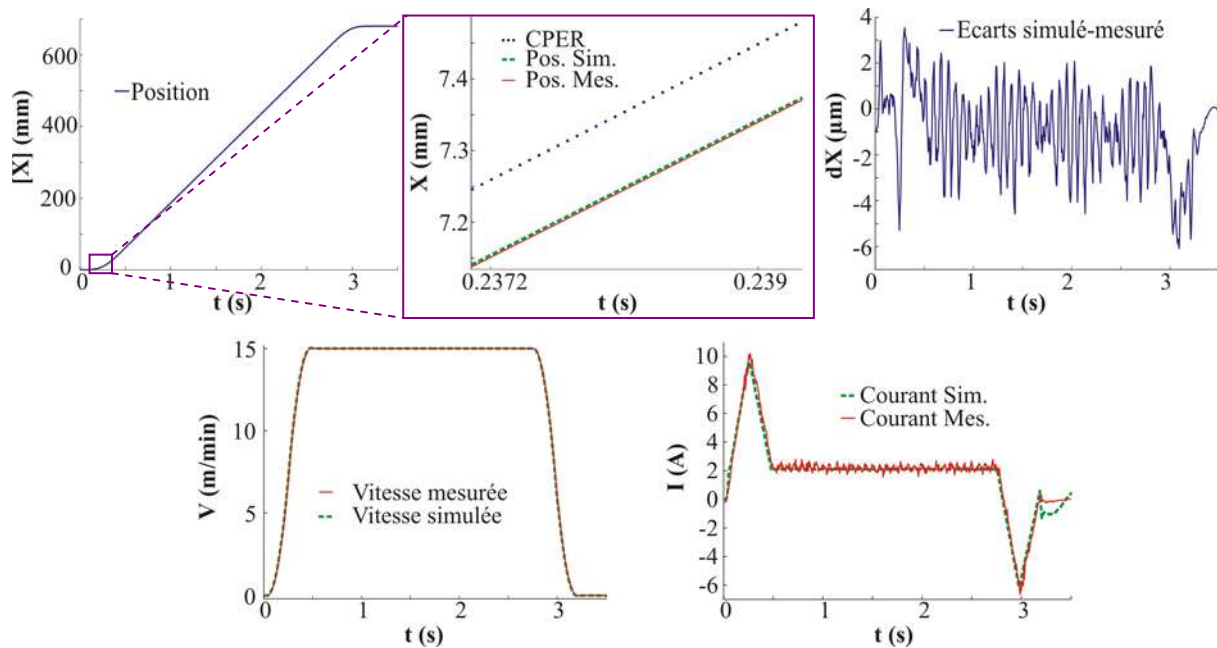 600
400
200
0
[X] (mm)
Position
0
1
2
3
t (s)
7.4
7.3
7.2
X (mm)
CPER
Pos. Sim.
Pos. Mes.
0.2372
0.239
t (s)
4
2
0
-2
-4
-6
dX (µm)
Ecarts simulé-mesuré
0
1
2
3
t (s)
15
10
5
0
V (m/min)
Vitesse mesurée
Vitesse simulée
0
1
2
3
t (s)
10
8
6
4
2
0
-2
-4
-6
I (A)
Courant Sim.
Courant Mes.
0
1
2
3
t (s)